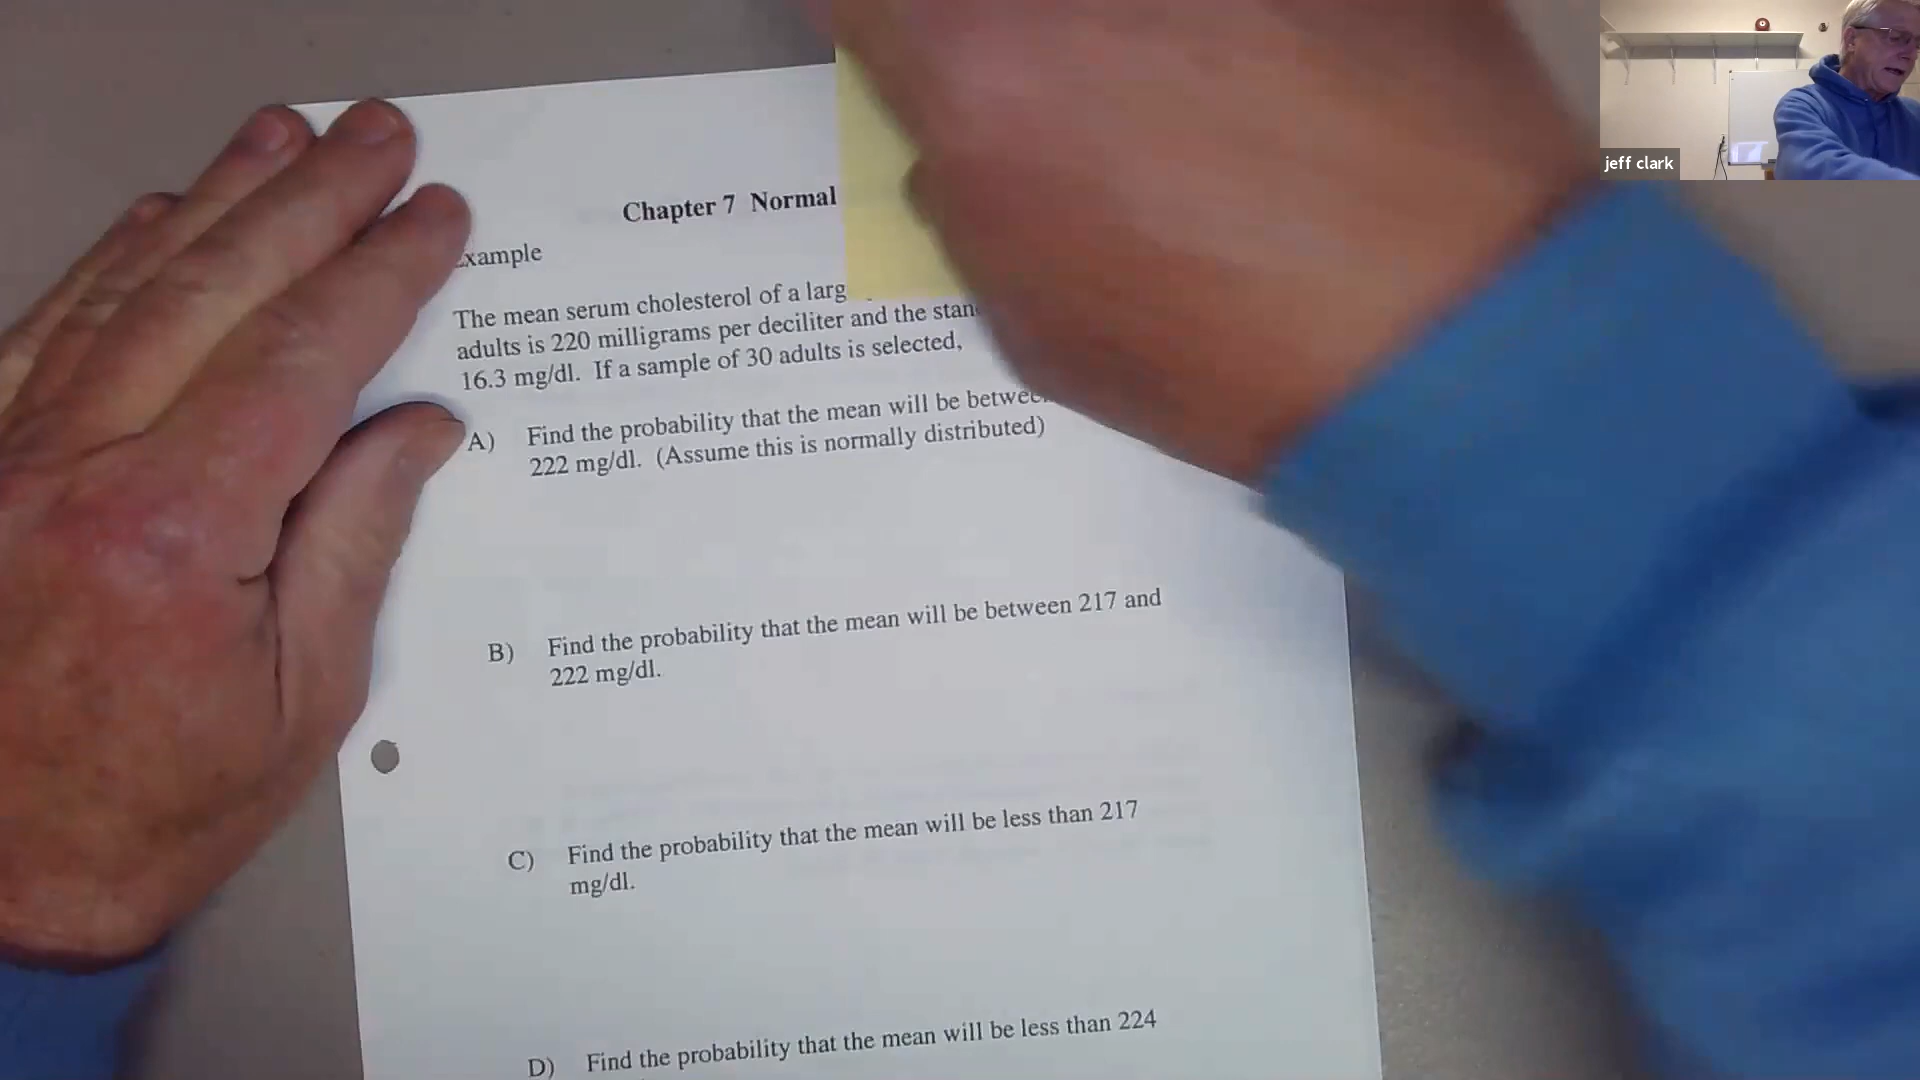 jeff clark
Chapter 7 Normal
xample
The mean serum cholesterol of a larg
adults is 220 milligrams per deciliter and the stan
16.3 mg/dl. If a sample of 30 adults is selected,
A) Find the probability that the mean will be betwee
222 mg/dl. (Assume this is normally distributed)
B) Find the probability that the mean will be between 217 and
222 mg/dl.
C) Find the probability that the mean will be less than 217
mg/dl.
D) Find the probability that the mean will be less than 224